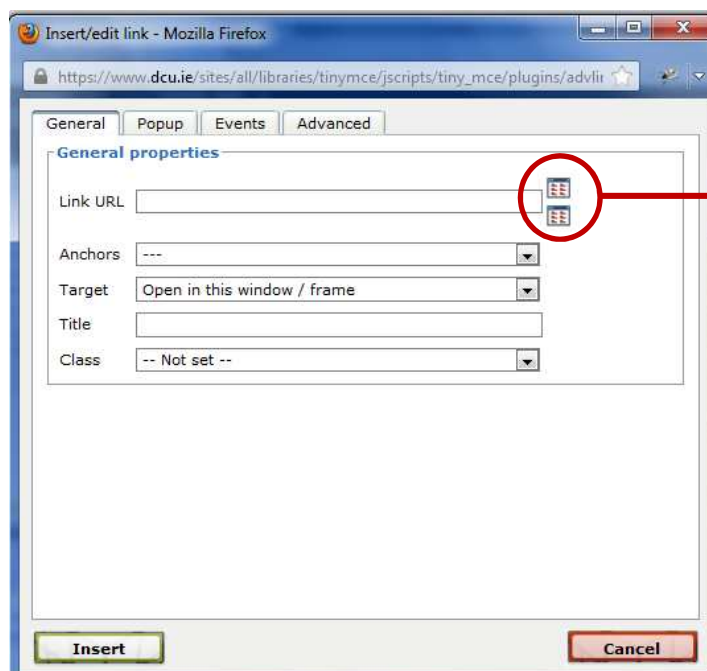 Insert/edit link - Mozilla Firefox
https://www.dcu.ie/sites/all/libraries/tinymce/jscripts/tiny_mce/plugins/advlin
General Popup Events Advanced
General properties
Link URL
Anchors ---
Target Open in this window / frame
Title
Class -- Not set --
Insert Cancel